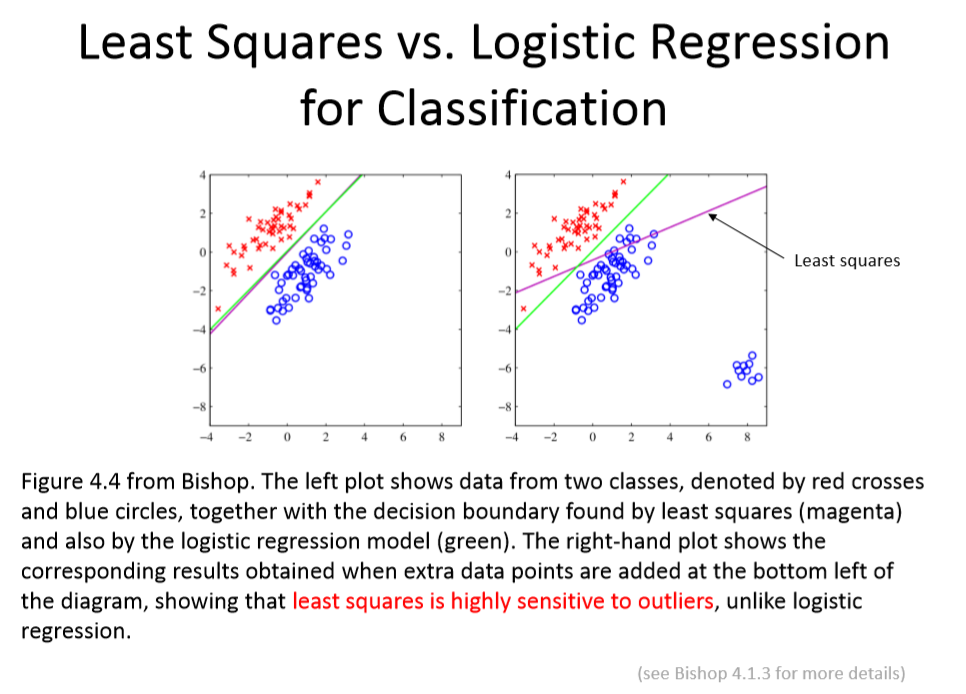 Least Squares vs. Logistic Regression
for Classification
4
2
0
−2
−4
−6
−8
−4 −2 0 2 4 6 8
4
2
0
−2
−4
−6
−8
−4 −2 0 2 4 6 8
Least squares
Figure 4.4 from Bishop. The left plot shows data from two classes, denoted by red crosses
and blue circles, together with the decision boundary found by least squares (magenta)
and also by the logistic regression model (green). The right-hand plot shows the
corresponding results obtained when extra data points are added at the bottom left of
the diagram, showing that least squares is highly sensitive to outliers, unlike logistic
regression.
(see Bishop 4.1.3 for more details)